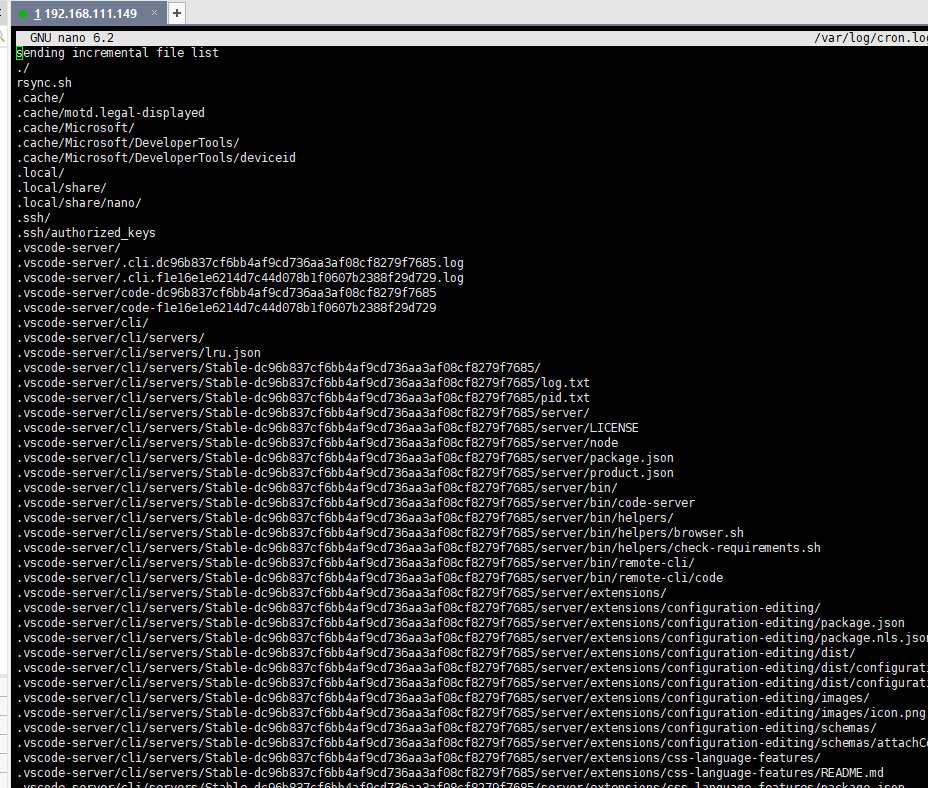 1 192.168.111.149 × +
GNU nano 6.2 /var/log/cron.log
sending incremental file list
./
rsync.sh
.cache/
.cache/motd.legal-displayed
.cache/Microsoft/
.cache/Microsoft/DeveloperTools/
.cache/Microsoft/DeveloperTools/deviceid
.local/
.local/share/
.local/share/nano/
.ssh/
.ssh/authorized_keys
.vscode-server/
.vscode-server/.cli.dc96b837cf6bb4af9cd736aa3af08cf8279f7685.log
.vscode-server/.cli.f1e16e1e6214d7c44d078b1f0607b2388f29d729.log
.vscode-server/code-dc96b837cf6bb4af9cd736aa3af08cf8279f7685
.vscode-server/code-f1e16e1e6214d7c44d078b1f0607b2388f29d729
.vscode-server/cli/
.vscode-server/cli/servers/
.vscode-server/cli/servers/lru.json
.vscode-server/cli/servers/Stable-dc96b837cf6bb4af9cd736aa3af08cf8279f7685/
.vscode-server/cli/servers/Stable-dc96b837cf6bb4af9cd736aa3af08cf8279f7685/log.txt
.vscode-server/cli/servers/Stable-dc96b837cf6bb4af9cd736aa3af08cf8279f7685/pid.txt
.vscode-server/cli/servers/Stable-dc96b837cf6bb4af9cd736aa3af08cf8279f7685/server/
.vscode-server/cli/servers/Stable-dc96b837cf6bb4af9cd736aa3af08cf8279f7685/server/LICENSE
.vscode-server/cli/servers/Stable-dc96b837cf6bb4af9cd736aa3af08cf8279f7685/server/node
.vscode-server/cli/servers/Stable-dc96b837cf6bb4af9cd736aa3af08cf8279f7685/server/package.json
.vscode-server/cli/servers/Stable-dc96b837cf6bb4af9cd736aa3af08cf8279f7685/server/product.json
.vscode-server/cli/servers/Stable-dc96b837cf6bb4af9cd736aa3af08cf8279f7685/server/bin/
.vscode-server/cli/servers/Stable-dc96b837cf6bb4af9cd736aa3af08cf8279f7685/server/bin/code-server
.vscode-server/cli/servers/Stable-dc96b837cf6bb4af9cd736aa3af08cf8279f7685/server/bin/helpers/
.vscode-server/cli/servers/Stable-dc96b837cf6bb4af9cd736aa3af08cf8279f7685/server/bin/helpers/browser.sh
.vscode-server/cli/servers/Stable-dc96b837cf6bb4af9cd736aa3af08cf8279f7685/server/bin/helpers/check-requirements.sh
.vscode-server/cli/servers/Stable-dc96b837cf6bb4af9cd736aa3af08cf8279f7685/server/bin/remote-cli/
.vscode-server/cli/servers/Stable-dc96b837cf6bb4af9cd736aa3af08cf8279f7685/server/bin/remote-cli/code
.vscode-server/cli/servers/Stable-dc96b837cf6bb4af9cd736aa3af08cf8279f7685/server/extensions/
.vscode-server/cli/servers/Stable-dc96b837cf6bb4af9cd736aa3af08cf8279f7685/server/extensions/configuration-editing/
.vscode-server/cli/servers/Stable-dc96b837cf6bb4af9cd736aa3af08cf8279f7685/server/extensions/configuration-editing/package.json
.vscode-server/cli/servers/Stable-dc96b837cf6bb4af9cd736aa3af08cf8279f7685/server/extensions/configuration-editing/package.nls.json
.vscode-server/cli/servers/Stable-dc96b837cf6bb4af9cd736aa3af08cf8279f7685/server/extensions/configuration-editing/dist/
.vscode-server/cli/servers/Stable-dc96b837cf6bb4af9cd736aa3af08cf8279f7685/server/extensions/configuration-editing/dist/configurati
.vscode-server/cli/servers/Stable-dc96b837cf6bb4af9cd736aa3af08cf8279f7685/server/extensions/configuration-editing/dist/configurati
.vscode-server/cli/servers/Stable-dc96b837cf6bb4af9cd736aa3af08cf8279f7685/server/extensions/configuration-editing/images/
.vscode-server/cli/servers/Stable-dc96b837cf6bb4af9cd736aa3af08cf8279f7685/server/extensions/configuration-editing/images/icon.png
.vscode-server/cli/servers/Stable-dc96b837cf6bb4af9cd736aa3af08cf8279f7685/server/extensions/configuration-editing/schemas/
.vscode-server/cli/servers/Stable-dc96b837cf6bb4af9cd736aa3af08cf8279f7685/server/extensions/configuration-editing/schemas/attachCo
.vscode-server/cli/servers/Stable-dc96b837cf6bb4af9cd736aa3af08cf8279f7685/server/extensions/css-language-features/
.vscode-server/cli/servers/Stable-dc96b837cf6bb4af9cd736aa3af08cf8279f7685/server/extensions/css-language-features/README.md
.vscode-server/cli/servers/Stable-dc96b837cf6bb4af9cd736aa3af08cf8279f7685/server/extensions/css-language-features/package.json